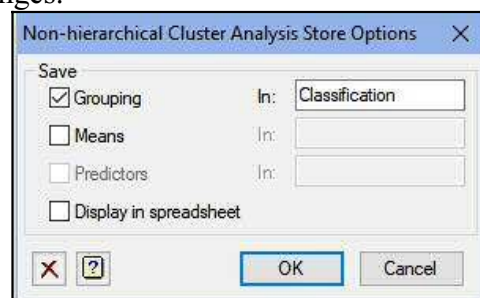 nges.
Non-hierarchical Cluster Analysis Store Options
Save
Grouping In: Classification
Means In:
Predictors In:
Display in spreadsheet
OK Cancel